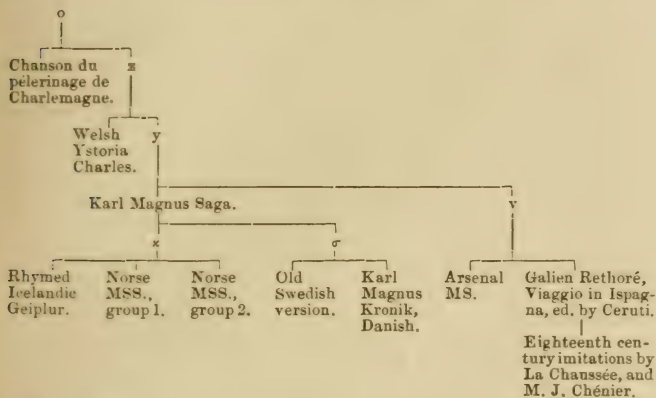 o
Chanson du z
pélerinage de
Charlemagne.
Welsh y
Ystoria
Charles.
Karl Magnus Saga. v
κ σ
Rhymed Norse Norse Old Karl Arsenal Galien Rethoré,
Icelandic MSS., MSS., Swedish Magnus MS. Viaggio in Ispag-
Geiplur. group 1. group 2. version. Kronik, na, ed. by Ceruti.
Danish.
Eighteenth cen-
tury imitations by
La Chaussée, and
M. J. Chénier.